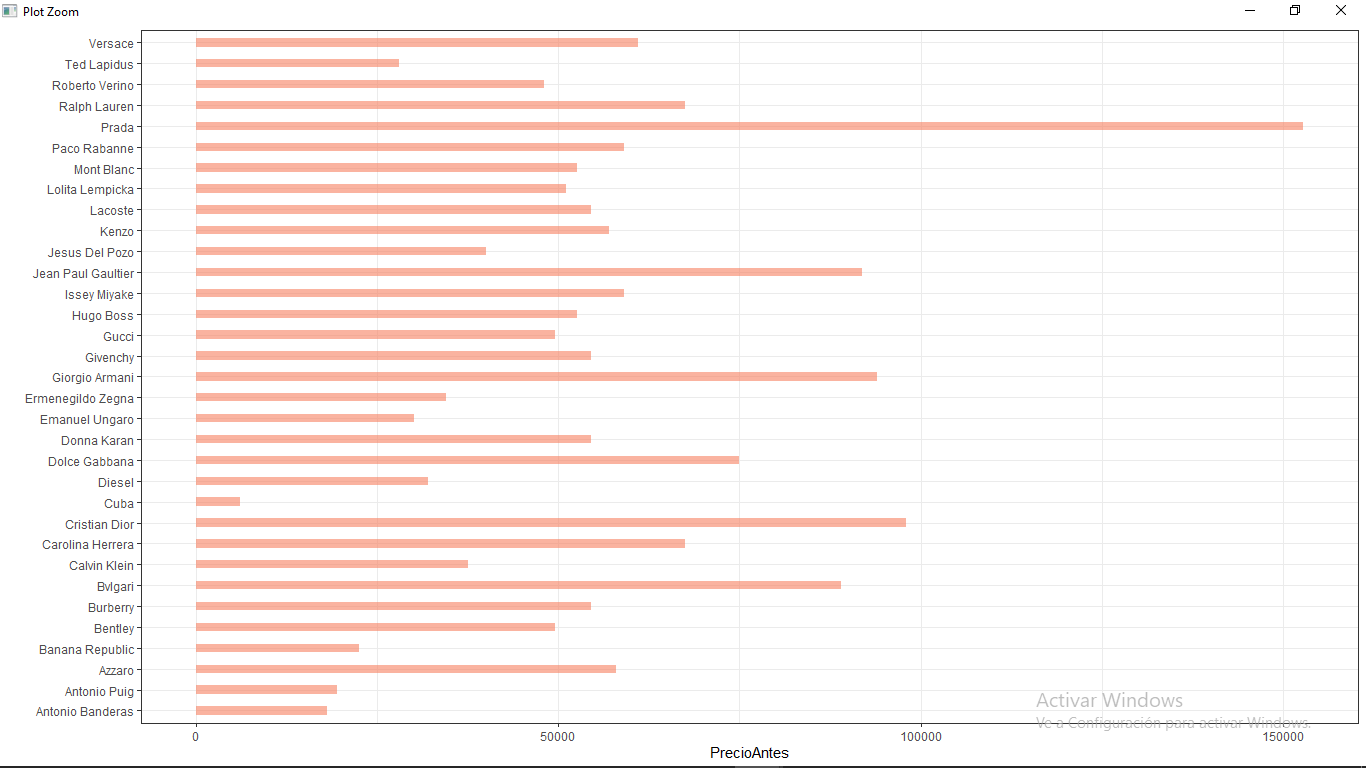 Plot Zoom
Versace
Ted Lapidus
Roberto Verino
Ralph Lauren
Prada
Paco Rabanne
Mont Blanc
Lolita Lempicka
Lacoste
Kenzo
Jesus Del Pozo
Jean Paul Gaultier
Issey Miyake
Hugo Boss
Gucci
Givenchy
Giorgio Armani
Ermenegildo Zegna
Emanuel Ungaro
Donna Karan
Dolce Gabbana
Diesel
Cuba
Cristian Dior
Carolina Herrera
Calvin Klein
Bvlgari
Burberry
Bentley
Banana Republic
Azzaro
Antonio Puig
Antonio Banderas
Activar Windows
Ve a Configuración para activar Windows.
0 50000 100000 150000
PrecioAntes